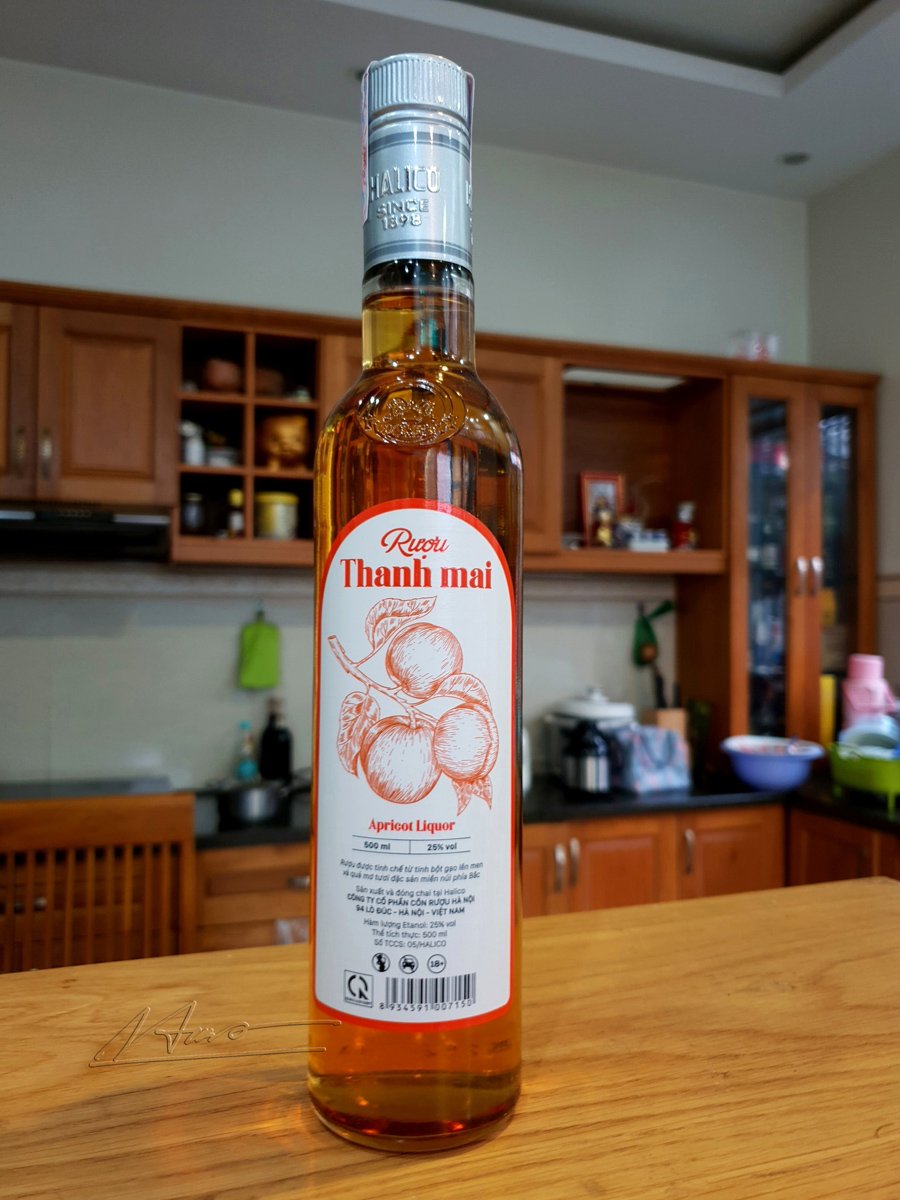 HALICO
SINCE
1898
Rượu
Thanh mai
Apricot Liquor
500 ml 25% vol
Rượu được tinh chế từ tinh bột gạo lên men
và quả mơ tươi đặc sản miền núi phía Bắc
Sản xuất và đóng chai tại Halico
CÔNG TY CỔ PHẦN CỒN RƯỢU HÀ NỘI
94 LÒ ĐÚC - HÀ NỘI - VIỆT NAM
Hàm lượng Etanol: 25% vol
Thể tích thực: 500 ml
Số TCCS: 05/HALICO
18+
8 934591 007150